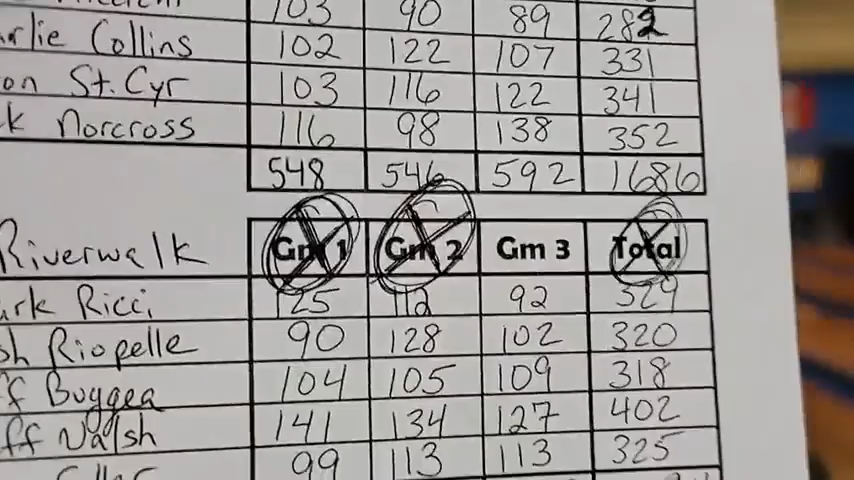 103 90 89 282
rlie Collins 102 122 107 331
on St. Cyr 103 116 122 341
k Norcross 116 98 138 352
548 546 592 1686
Riverwalk Gm 1 Gm 2 Gm 3 Total
ark Ricci 125 112 92 329
sh Riopelle 90 128 102 320
ff Buggea 104 105 109 318
ff Walsh 141 134 127 402
99 113 113 325